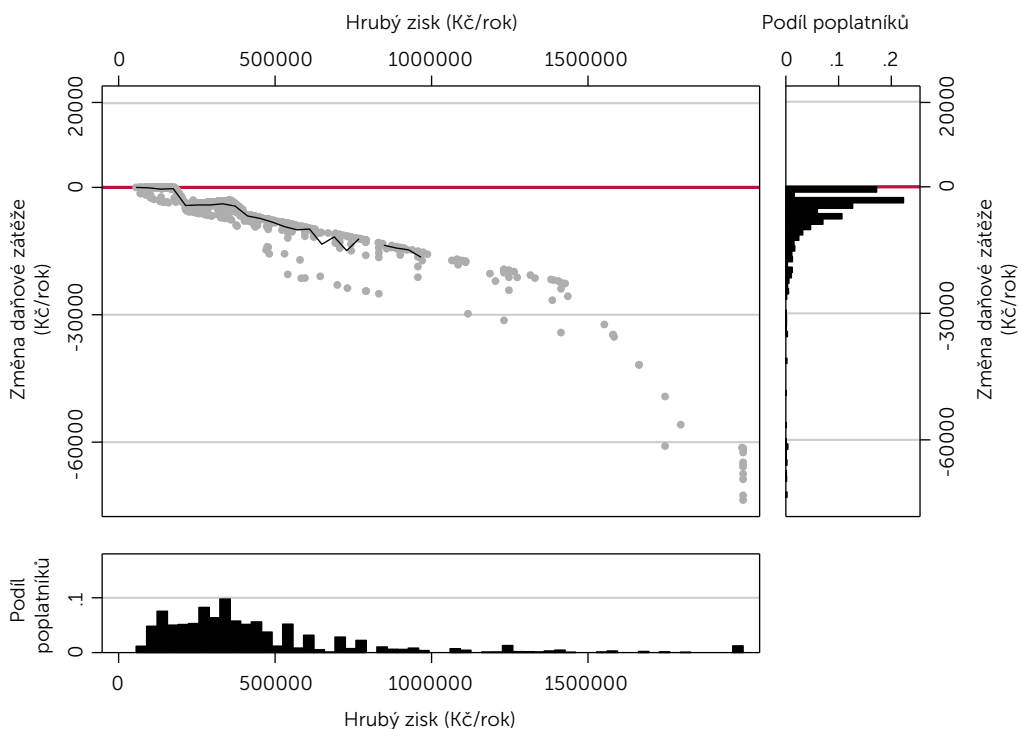 Hrubý zisk (Kč/rok)
0 500000 1000000 1500000
Podíl poplatníků
0 .1 .2
Změna daňové zátěže
(Kč/rok)
20000
0
-30000
-60000
20000
0
-30000
-60000
Změna daňové zátěže
(Kč/rok)
Podíl
poplatníků
.1
0
0 500000 1000000 1500000
Hrubý zisk (Kč/rok)